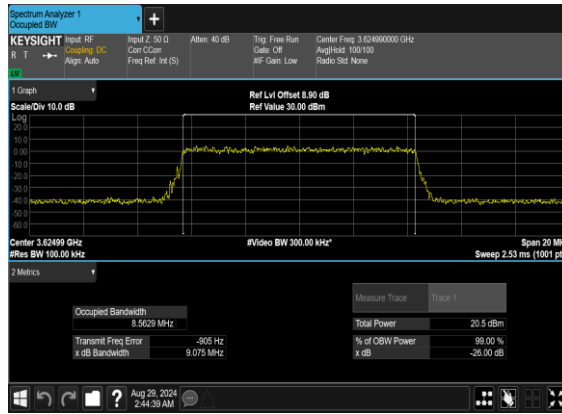 Spectrum Analyzer 1
Occupied BW
+
KEYSIGHT
R T
LW
Input: RF
Coupling: DC
Align: Auto
Input Z: 50 Ω
Corr CCorr
Freq Ref: Int (S)
Atten: 40 dB
Trig: Free Run
Gate: Off
#IF Gain: Low
Center Freq: 3.624990000 GHz
Avg|Hold: 100/100
Radio Std: None
1 Graph
Scale/Div 10.0 dB
Ref Lvl Offset 8.90 dB
Ref Value 30.00 dBm
Log
20.0
10.0
0.00
-10.0
-20.0
-30.0
-40.0
-50.0
-60.0
Center 3.62499 GHz
#Res BW 100.00 kHz
#Video BW 300.00 kHz*
Span 20 MH
Sweep 2.53 ms (1001 pt
2 Metrics
Measure Trace
Trace 1
Occupied Bandwidth
8.5629 MHz
Total Power
20.5 dBm
Transmit Freq Error
-905 Hz
% of OBW Power
99.00 %
x dB Bandwidth
9.075 MHz
x dB
-26.00 dB
?
Aug 29, 2024
2:44:39 AM